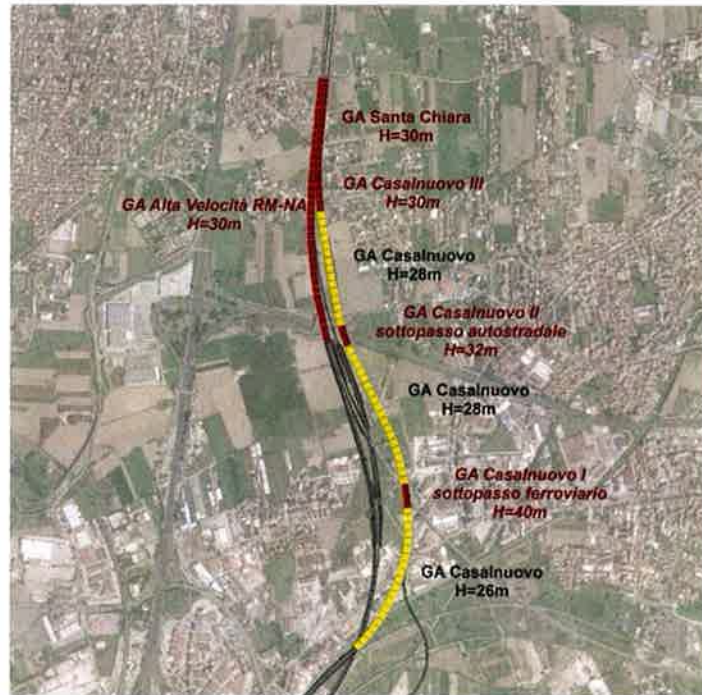 GA Santa Chiara
H=30m
GA Casalnuovo III
H=30m
GA Alta Velocità RM-NA
H=30m
GA Casalnuovo
H=28m
GA Casalnuovo II
sottopasso autostradale
H=32m
GA Casalnuovo
H=28m
GA Casalnuovo I
sottopasso ferroviario
H=40m
GA Casalnuovo
H=26m